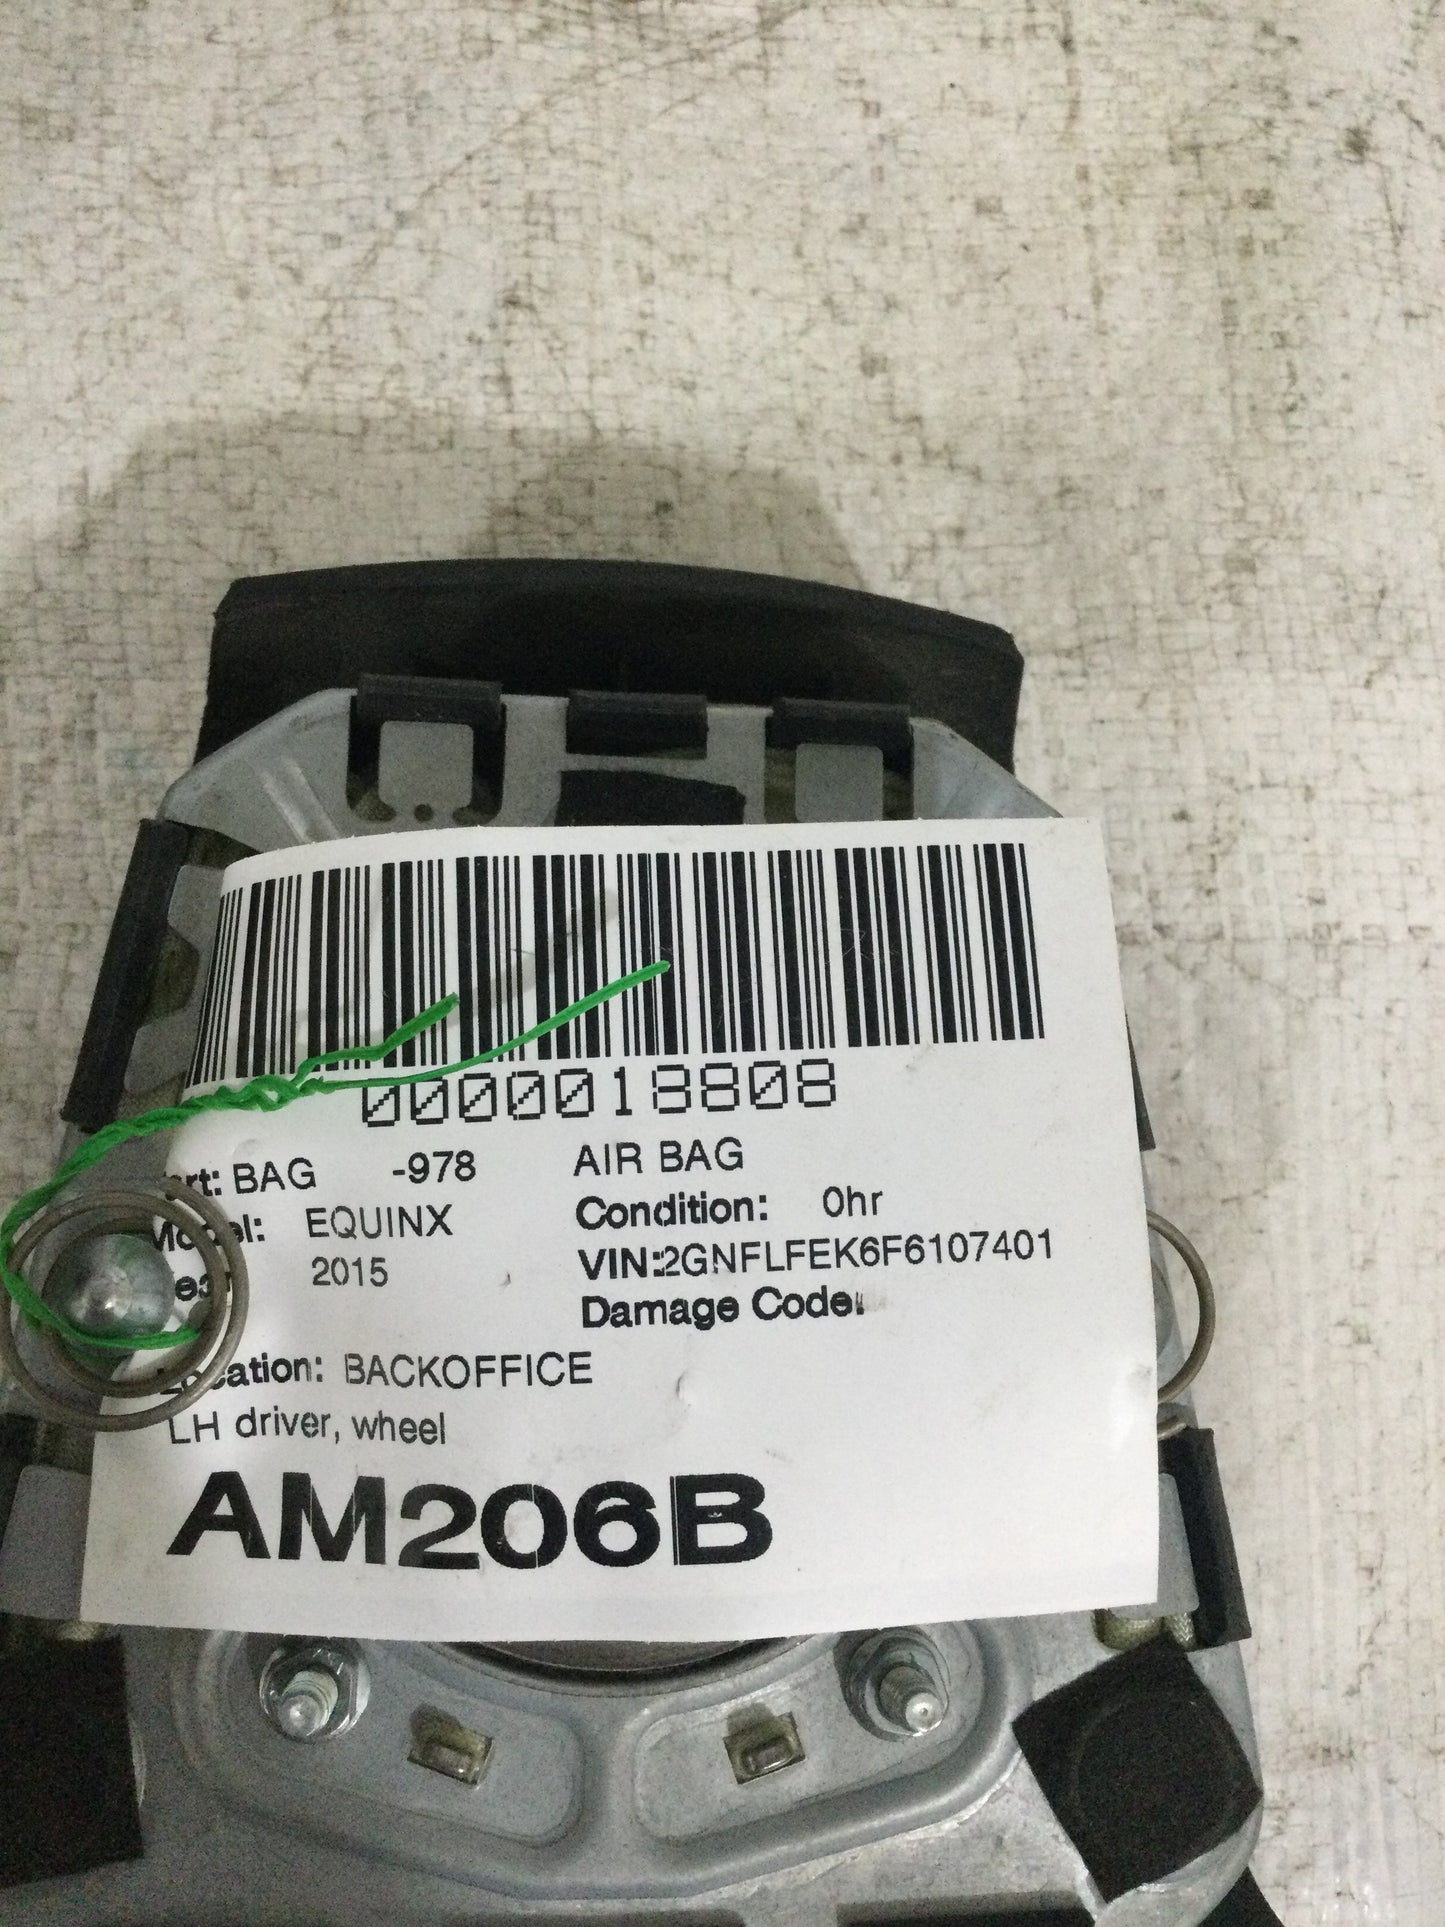 0000018808
BAG -978 AIR BAG
Model: EQUINX Condition: 0hr
2015 VIN:2GNFLFEK6F6107401
Damage Code:
Location: BACKOFFICE
LH driver, wheel
AM206B